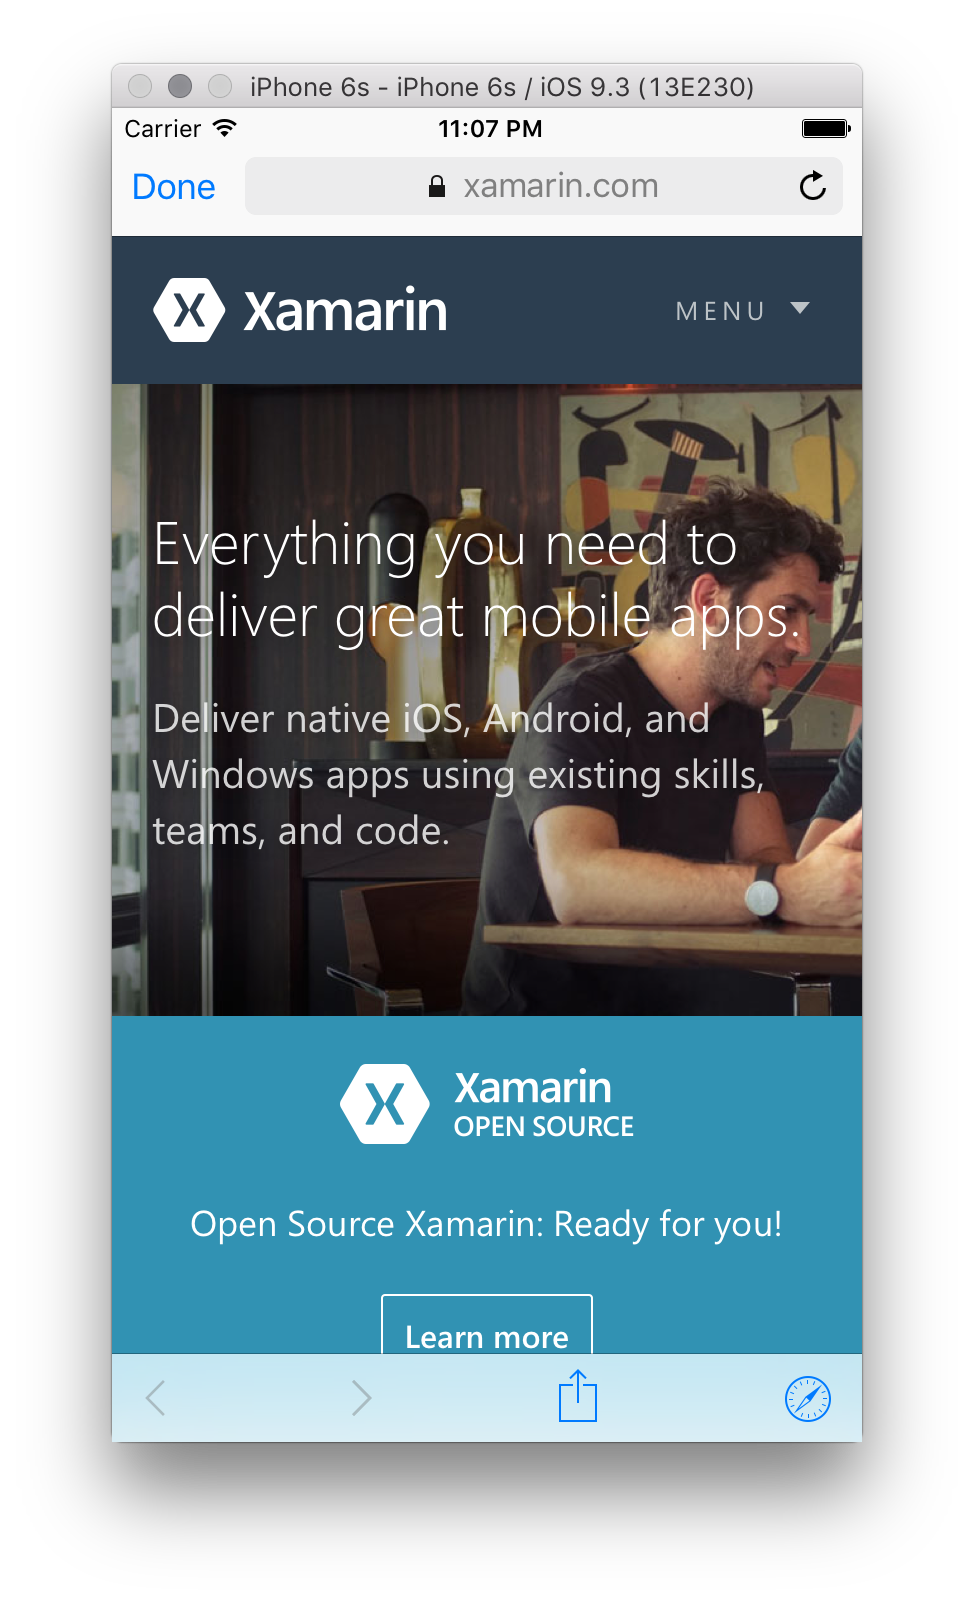 iPhone 6s - iPhone 6s / iOS 9.3 (13E230)
Carrier 11:07 PM
Done xamarin.com
Xamarin MENU
Everything you need to
deliver great mobile apps.
Deliver native iOS, Android, and
Windows apps using existing skills,
teams, and code.
Xamarin
OPEN SOURCE
Open Source Xamarin: Ready for you!
Learn more